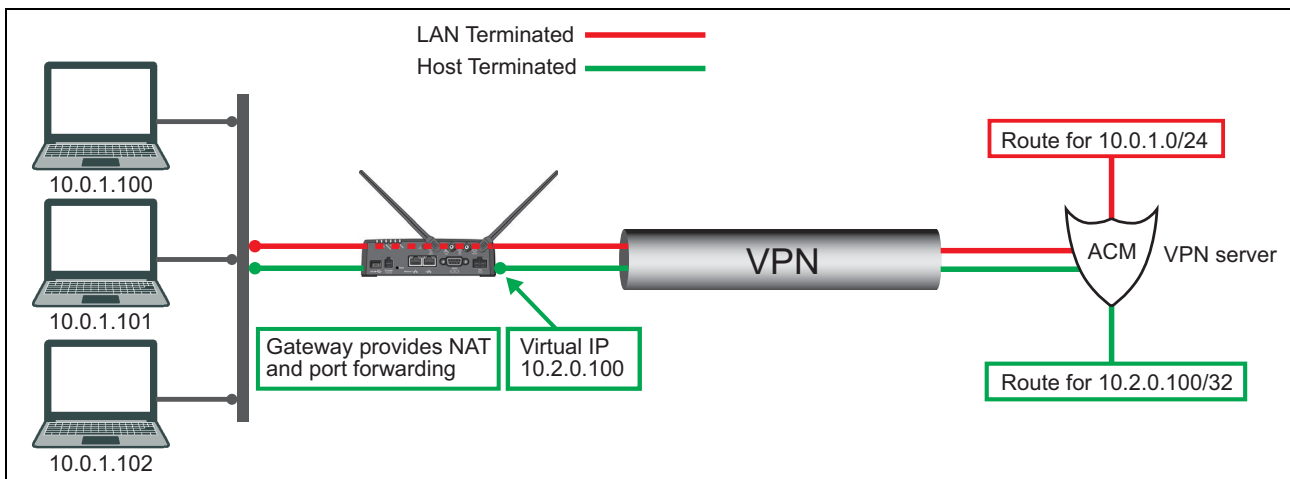 LAN Terminated
Host Terminated
10.0.1.100
10.0.1.101
10.0.1.102
Gateway provides NAT
and port forwarding
Virtual IP
10.2.0.100
VPN
Route for 10.0.1.0/24
ACM
VPN server
Route for 10.2.0.100/32